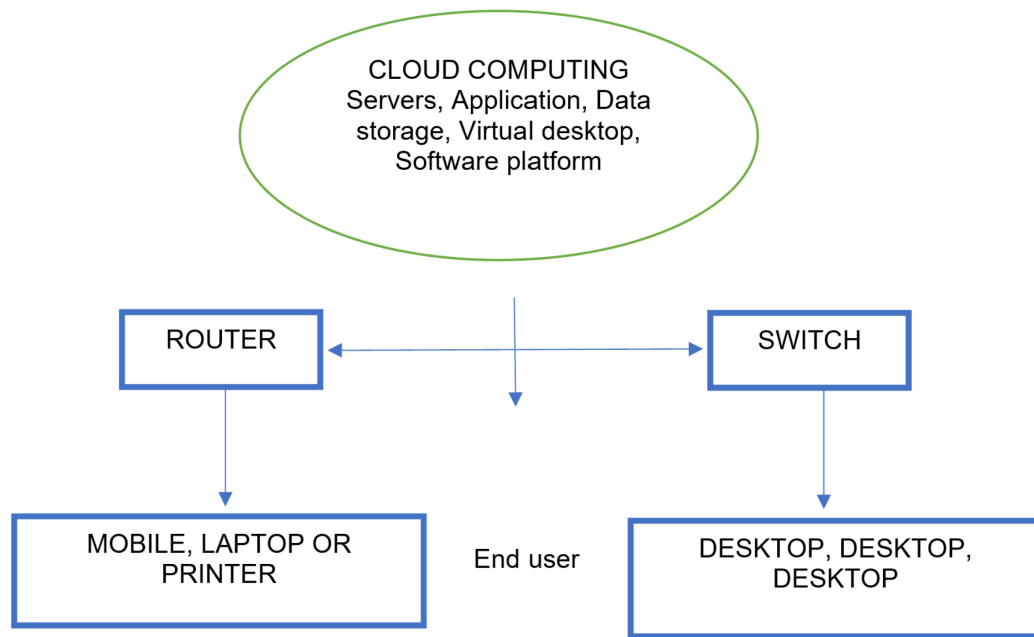 CLOUD COMPUTING
Servers, Application, Data
storage, Virtual desktop,
Software platform
ROUTER
SWITCH
MOBILE, LAPTOP OR
PRINTER
End user
DESKTOP, DESKTOP,
DESKTOP